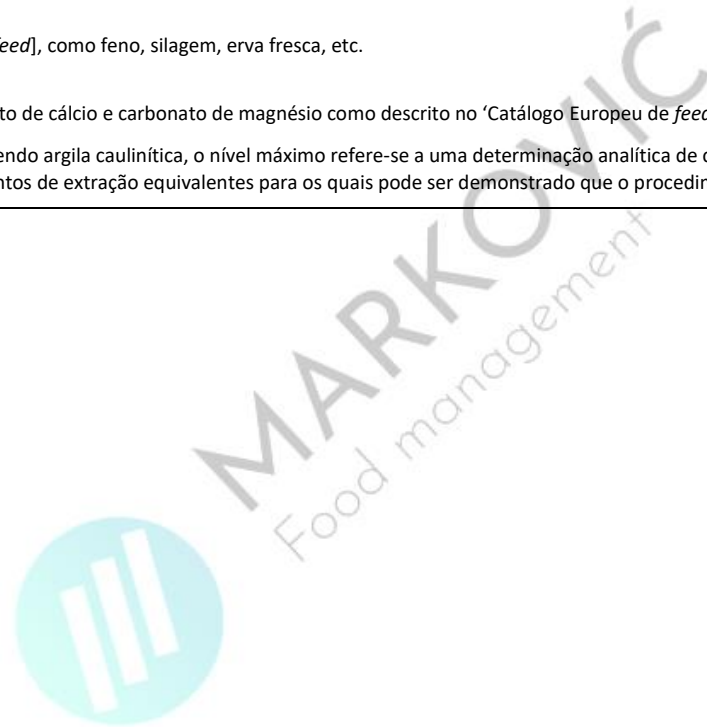 eed], como feno, silagem, erva fresca, etc.
to de cálcio e carbonato de magnésio como descrito no ‘Catálogo Europeu de feed
endo argila caulinítica, o nível máximo refere-se a uma determinação analítica de
ntos de extração equivalentes para os quais pode ser demonstrado que o procedi
MARKOVIĆ
Food management